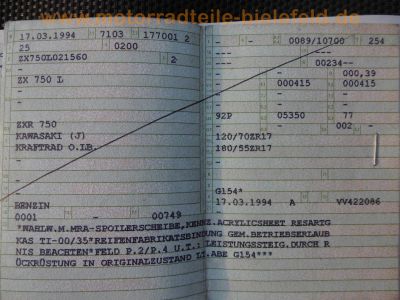 www.motorradteile-bielefeld.de
17.03.1994 7103 177001 2
25 0200
ZX750L021560 2
-
ZX 750 L
-
ZXR 750
KAWASAKI (J)
KRAFTRAD O.LB.
-
BENZIN
0001 - 00749
--- 0089/10700 254
--- 00234--
- 000,39
000415 000415
- -
92P 05350 77
- 002 -
120/70ZR17
180/55ZR17
-
G154*
17.03.1994 A VV422086
*WAHLW.M.MRA-SPOILERSCHEIBE,KENNZ.ACRYLICSHEET RESARTG
KAS TI-00/35*REIFENFABRIKATSBINDUNG GEM.BETRIEBSERLAUB
NIS BEACHTEN*FELD P.2/P.4 U.T.: LEISTUNGSSTEIG.DURCH R
ÜCKRÜSTUNG IN ORIGINALZUSTAND LT.ABE G154***